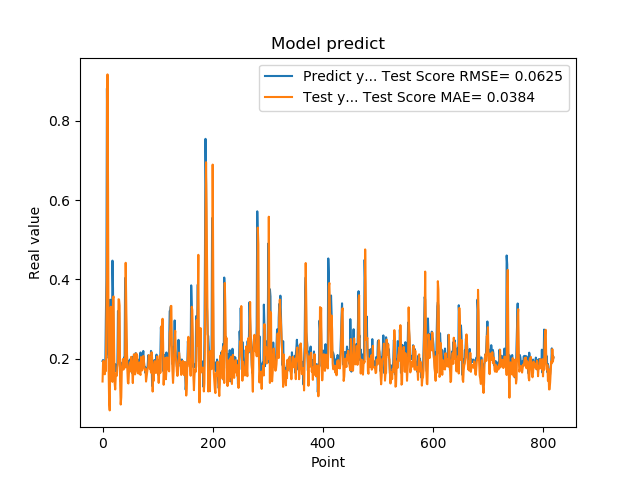 Model predict
Predict y... Test Score RMSE= 0.0625
Test y... Test Score MAE= 0.0384
0.8
0.6
0.4
0.2
Real value
0 200 400 600 800
Point